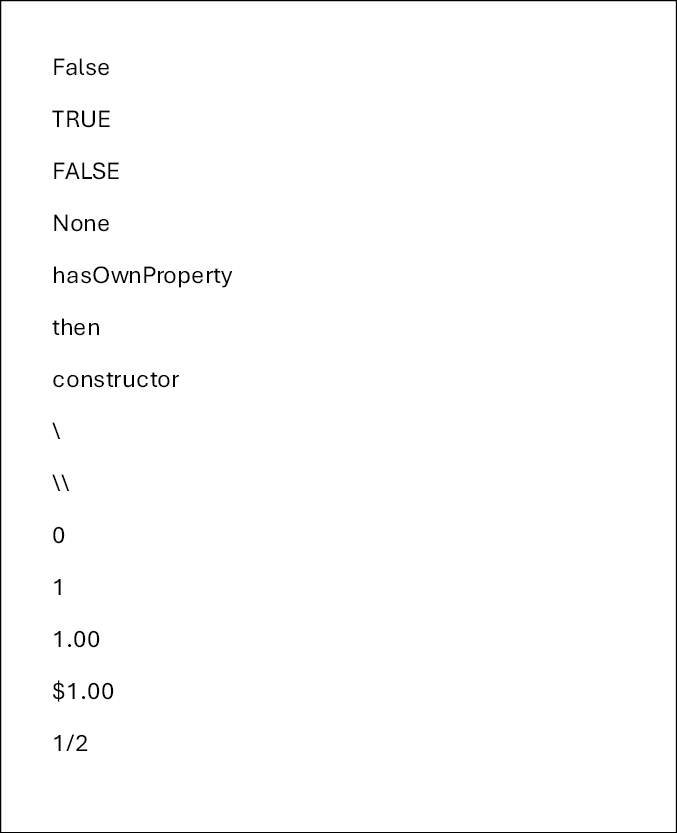 False
TRUE
FALSE
None
hasOwnProperty
then
constructor
\
\\
0
1
1.00
$1.00
1/2